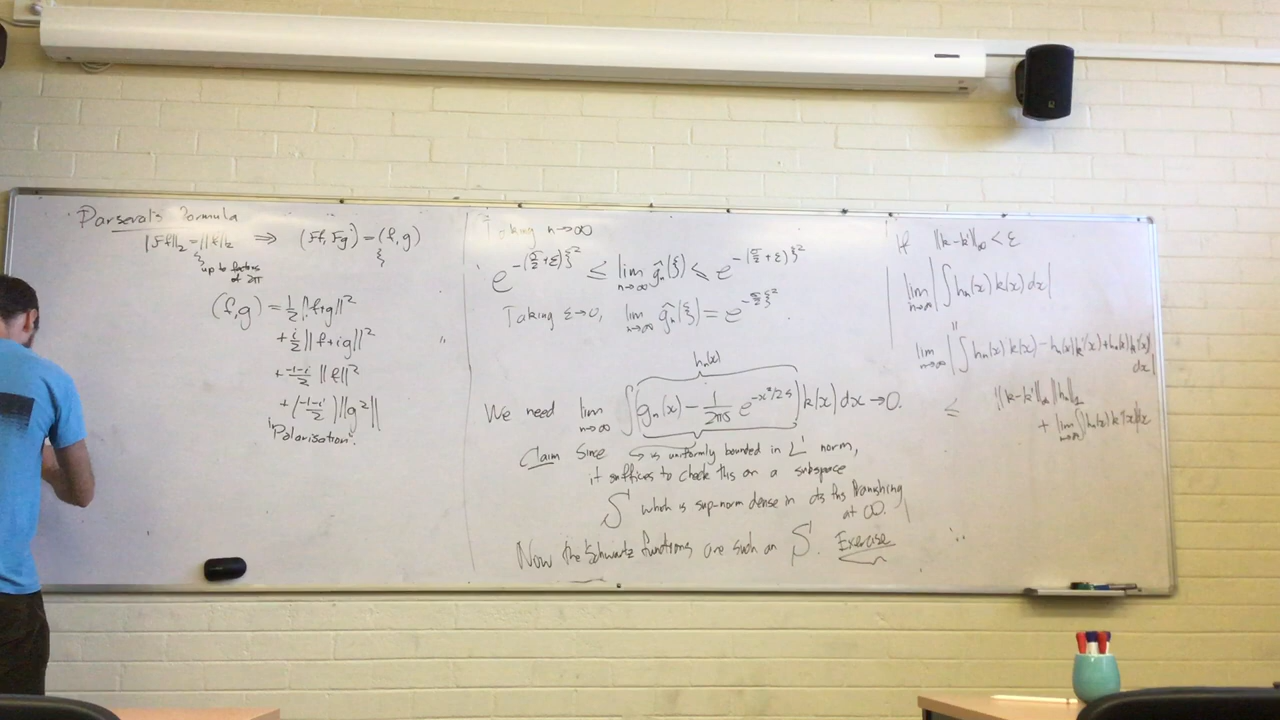 Parseval's Formula
||Ff||₂ = ||f||₂ ⇒ (Ff, Fg) = (f, g)
up to factors
of 2π
(f,g) = 1/2 ||f+g||²
+ i/2 ||f+ig||²
+ -1-i/2 ||f||²
+ (-1-i/2) ||g²||
"Polarisation".
Taking n→∞
e^{-(σ/2+ε)ξ²} ≤ lim_{n→∞} ĝₙ(ξ) ≤ e^{-(σ/2+ε)ξ²}
Taking ε→0, lim_{n→∞} ĝₙ(ξ) = e^{-σ/2 ξ²}
hₙ(x)
We need lim_{n→∞} ∫(gₙ(x) - 1/2πs e^{-x²/2s}) k(x) dx → 0.
Claim Since is uniformly bounded in L¹ norm,
it suffices to check this on a subspace
S which is sup-norm dense in cts fns vanishing
at ∞.
Now the Schwartz functions are such an S. Exercise
If ||k-k'||∞ < ε
lim_{n→∞} |∫hₙ(x) k(x) dx|
"
lim_{n→∞} |∫hₙ(x) k(x) - hₙ(x) k'(x) + hₙ(x) k'(x)
dx|
≤ ||k-k'||∞ ||hₙ||₁
+ lim_{n→∞} ∫hₙ(x) k'(x) dx